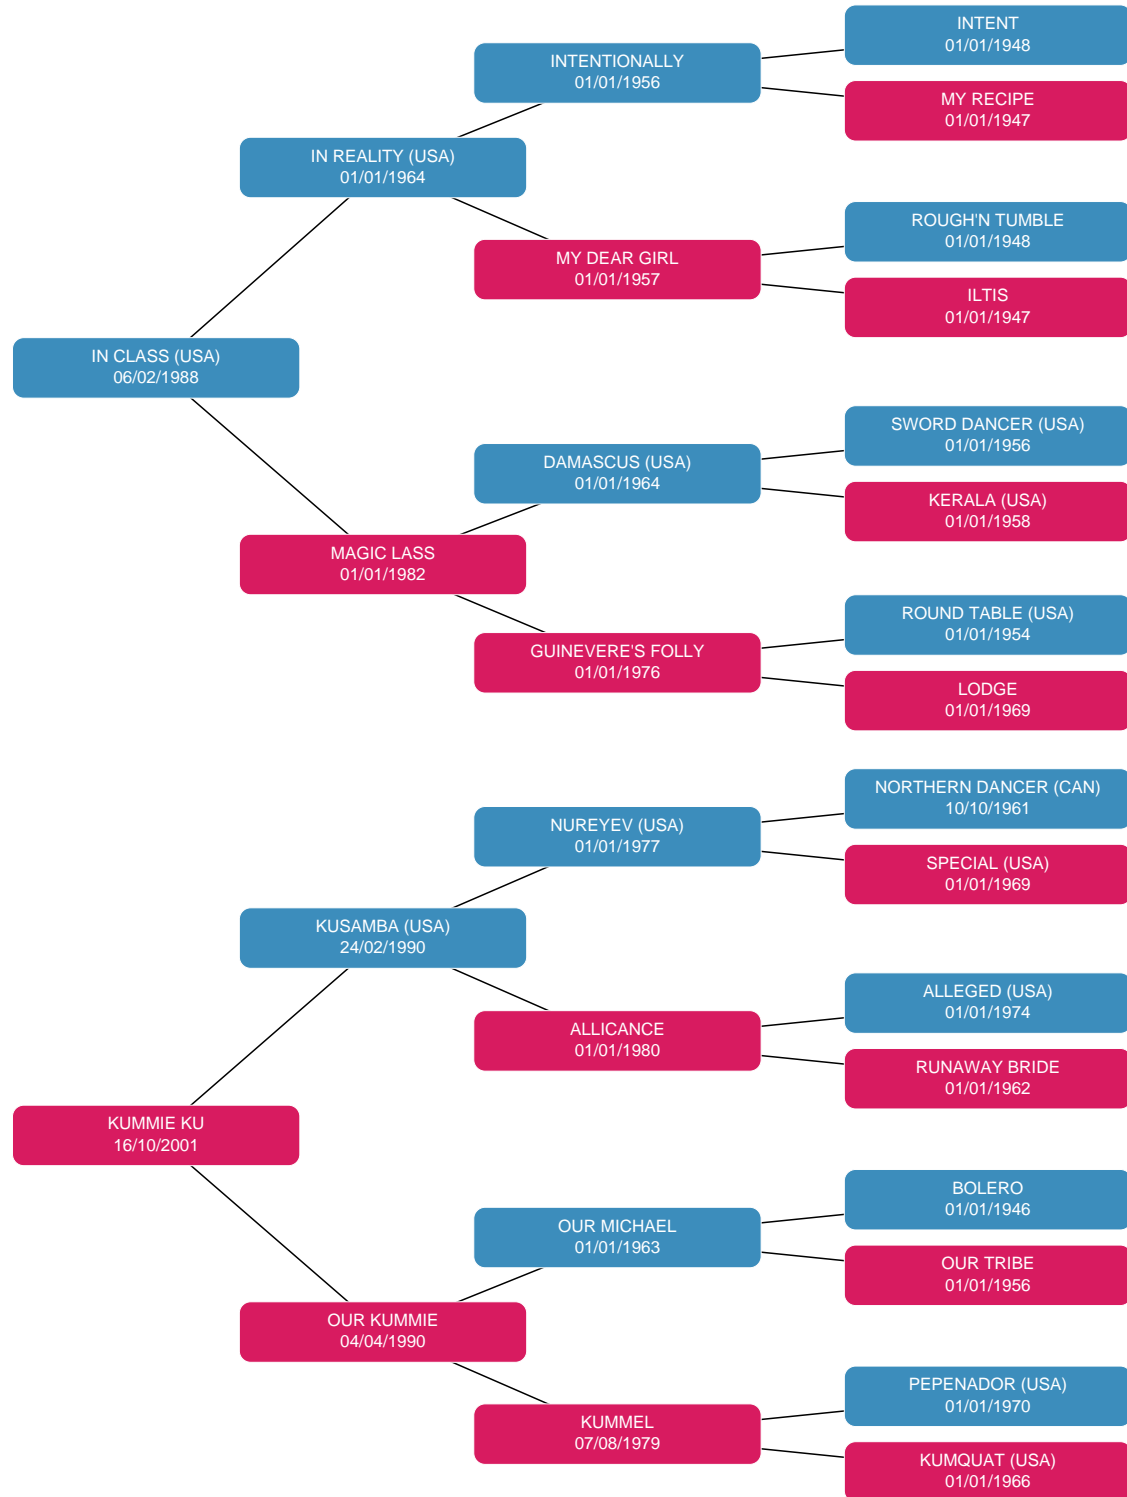 INTENT
01/01/1948
INTENTIONALLY
01/01/1956
MY RECIPE
01/01/1947
IN REALITY (USA)
01/01/1964
ROUGH'N TUMBLE
01/01/1948
MY DEAR GIRL
01/01/1957
ILTIS
01/01/1947
IN CLASS (USA)
06/02/1988
SWORD DANCER (USA)
01/01/1956
DAMASCUS (USA)
01/01/1964
KERALA (USA)
01/01/1958
MAGIC LASS
01/01/1982
ROUND TABLE (USA)
01/01/1954
GUINEVERE'S FOLLY
01/01/1976
LODGE
01/01/1969
NORTHERN DANCER (CAN)
10/10/1961
NUREYEV (USA)
01/01/1977
SPECIAL (USA)
01/01/1969
KUSAMBA (USA)
24/02/1990
ALLEGED (USA)
01/01/1974
ALLICANCE
01/01/1980
RUNAWAY BRIDE
01/01/1962
KUMMIE KU
16/10/2001
BOLERO
01/01/1946
OUR MICHAEL
01/01/1963
OUR TRIBE
01/01/1956
OUR KUMMIE
04/04/1990
PEPENADOR (USA)
01/01/1970
KUMMEL
07/08/1979
KUMQUAT (USA)
01/01/1966